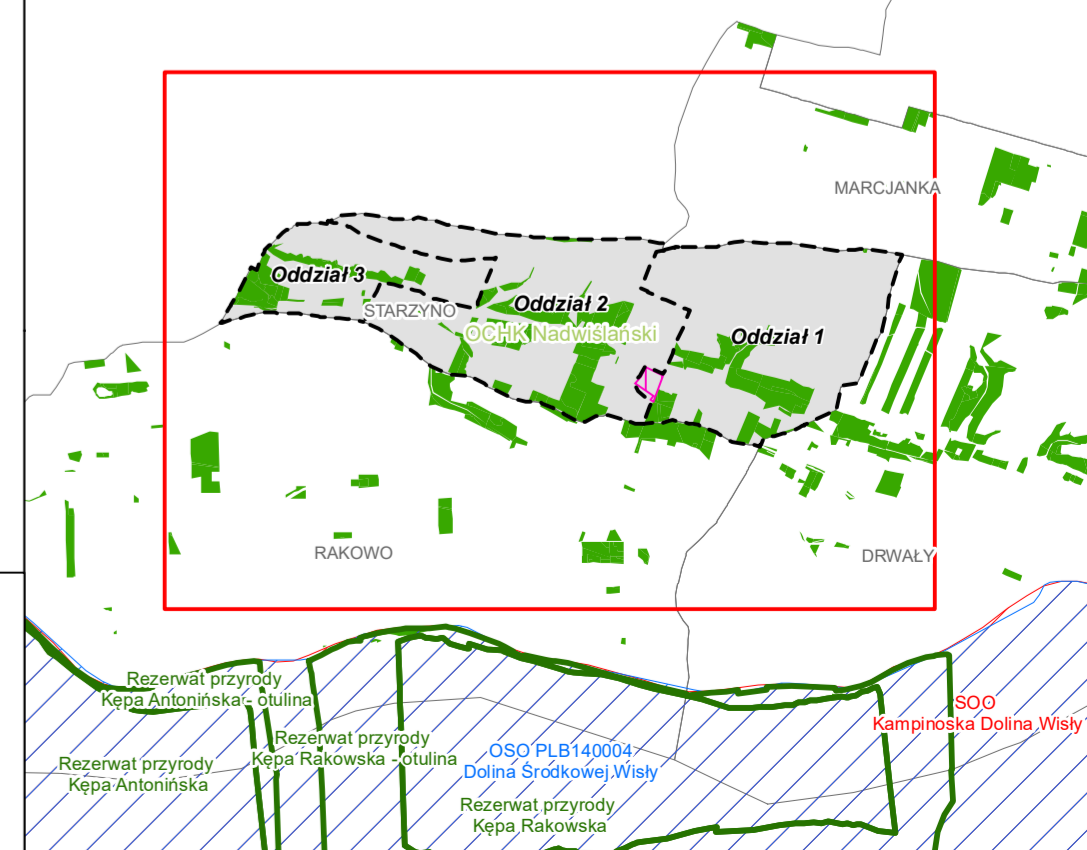 MARCJANKA
Oddział 3
Oddział 2
STARZYNO
OCHK Nadwiślański
Oddział 1
RAKOWO
DRWAŁY
Rezerwat przyrody
Kępa Antonińska - otulina
SOO
Kampinoska Dolina Wisły
Rezerwat przyrody
Kępa Rakowska - otulina
OSO PLB140004
Dolina Środkowej Wisły
Rezerwat przyrody
Kępa Antonińska
Rezerwat przyrody
Kępa Rakowska